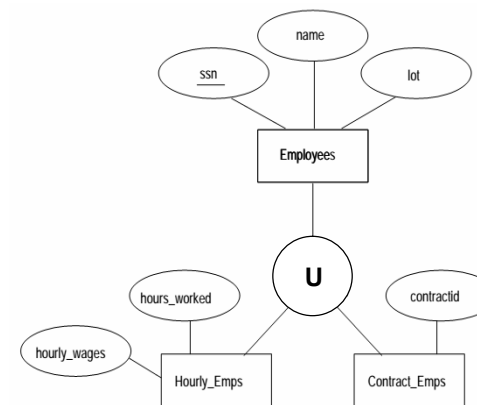 name
ssn
lot
Employees
U
hours_worked
contractid
hourly_wages
Hourly_Emps
Contract_Emps